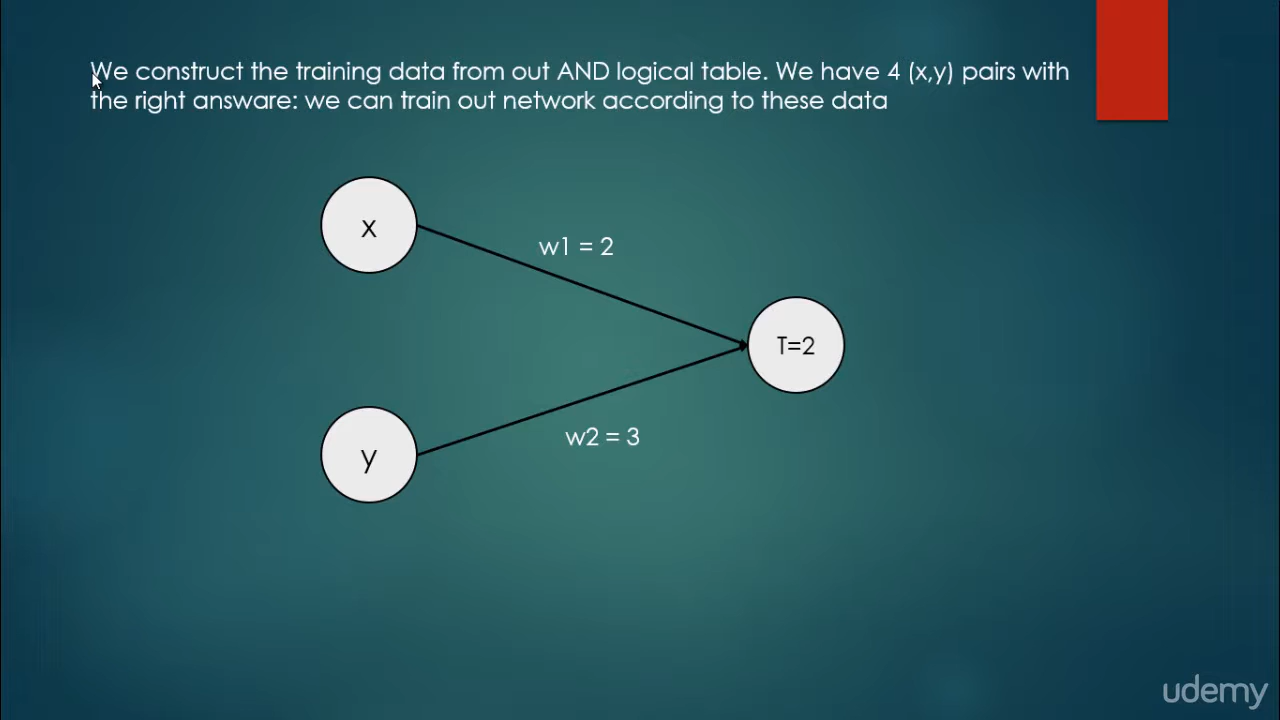 We construct the training data from out AND logical table. We have 4 (x,y) pairs with
the right answare: we can train out network according to these data
x
w1 = 2
T=2
w2 = 3
y
udemy